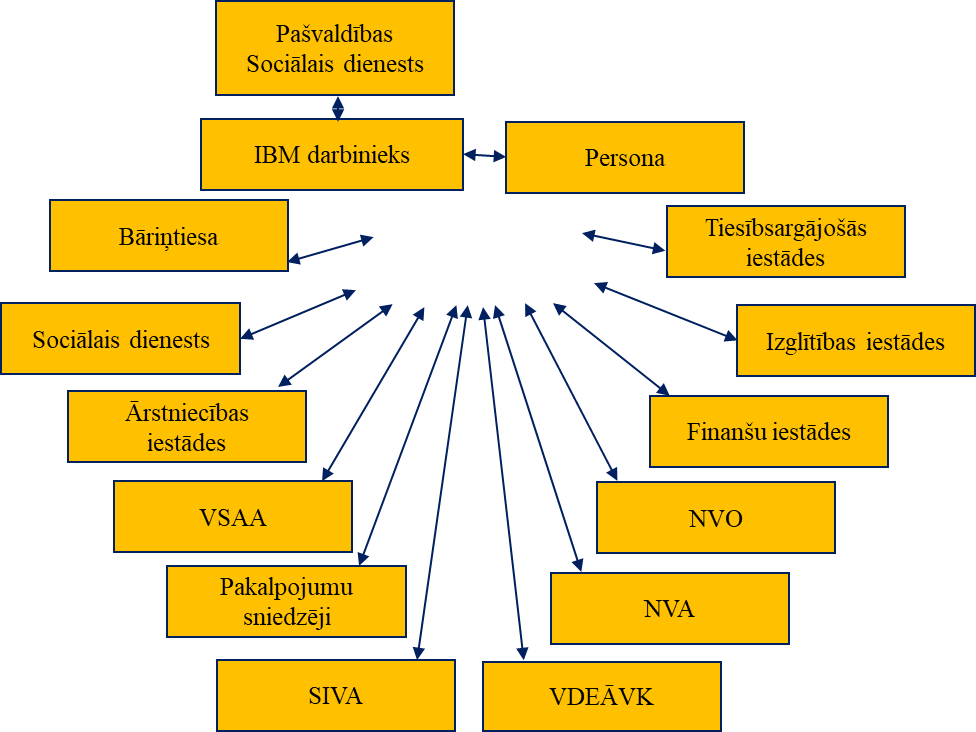 Pašvaldības
Sociālais dienests
IBM darbinieks
Persona
Bāriņtiesa
Tiesībsargājošās
iestādes
Sociālais dienests
Izglītības iestādes
Ārstniecības
iestādes
Finanšu iestādes
VSAA
NVO
Pakalpojumu
sniedzēji
NVA
SIVA
VDEĀVK